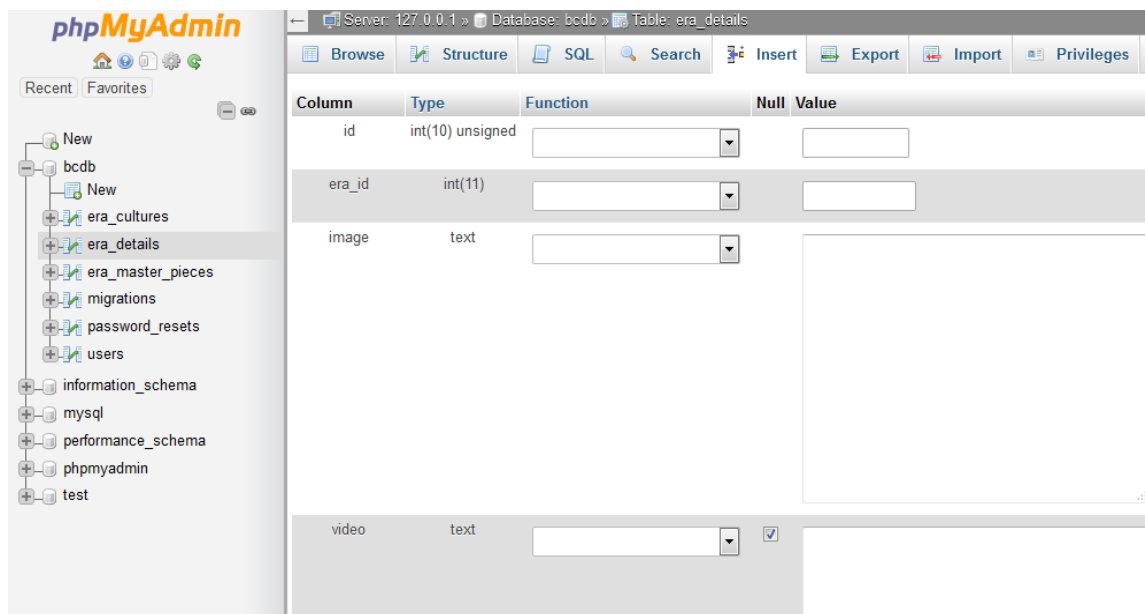 phpMyAdmin
Recent Favorites
New
bcdb
New
era_cultures
era_details
era_master_pieces
migrations
password_resets
users
information_schema
mysql
performance_schema
phpmyadmin
test
Server: 127.0.0.1 » Database: bcdb » Table: era_details
Browse Structure SQL Search Insert Export Import Privileges
Column Type Function Null Value
id int(10) unsigned
era_id int(11)
image text
video text